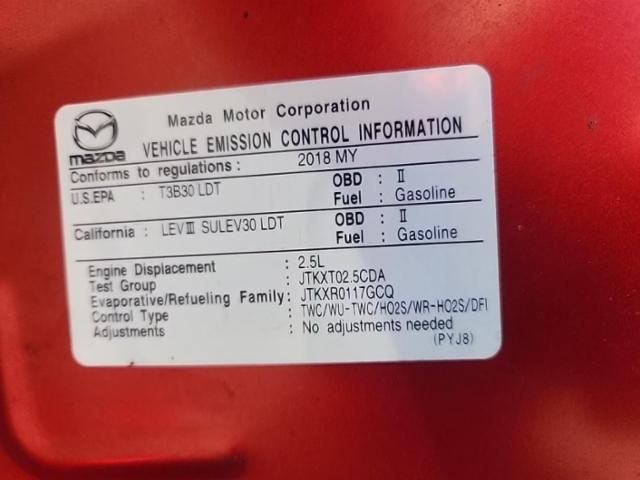 Mazda Motor Corporation
mazda VEHICLE EMISSION CONTROL INFORMATION
Conforms to regulations : 2018 MY
U.S.EPA : T3B30 LDT OBD : II
Fuel : Gasoline
California : LEVIII SULEV30 LDT OBD : II
Fuel : Gasoline
Engine Displacement : 2.5L
Test Group : JTKXT02.5CDA
Evaporative/Refueling Family: JTKXR0117GCQ
Control Type : TWC/WU-TWC/HO2S/WR-HO2S/DFI
Adjustments : No adjustments needed
(PYJ8)